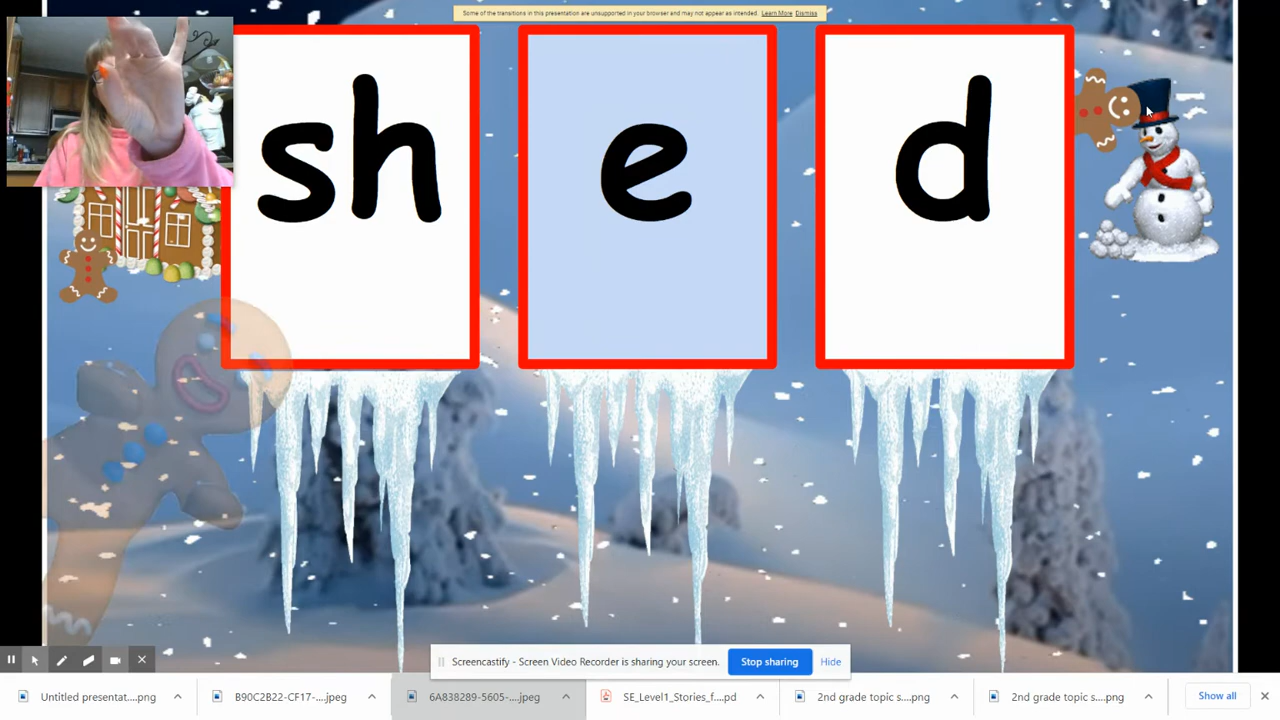 Some of the transitions in this presentation are unsupported in your browser and may not appear as intended. Learn More Dismiss
sh e d
Screencastify - Screen Video Recorder is sharing your screen. Stop sharing Hide
Untitled presentat....png B90C2B22-CF17-....jpeg 6A838289-5605-....jpeg SE_Level1_Stories_f....pd 2nd grade topic s....png 2nd grade topic s....png Show all